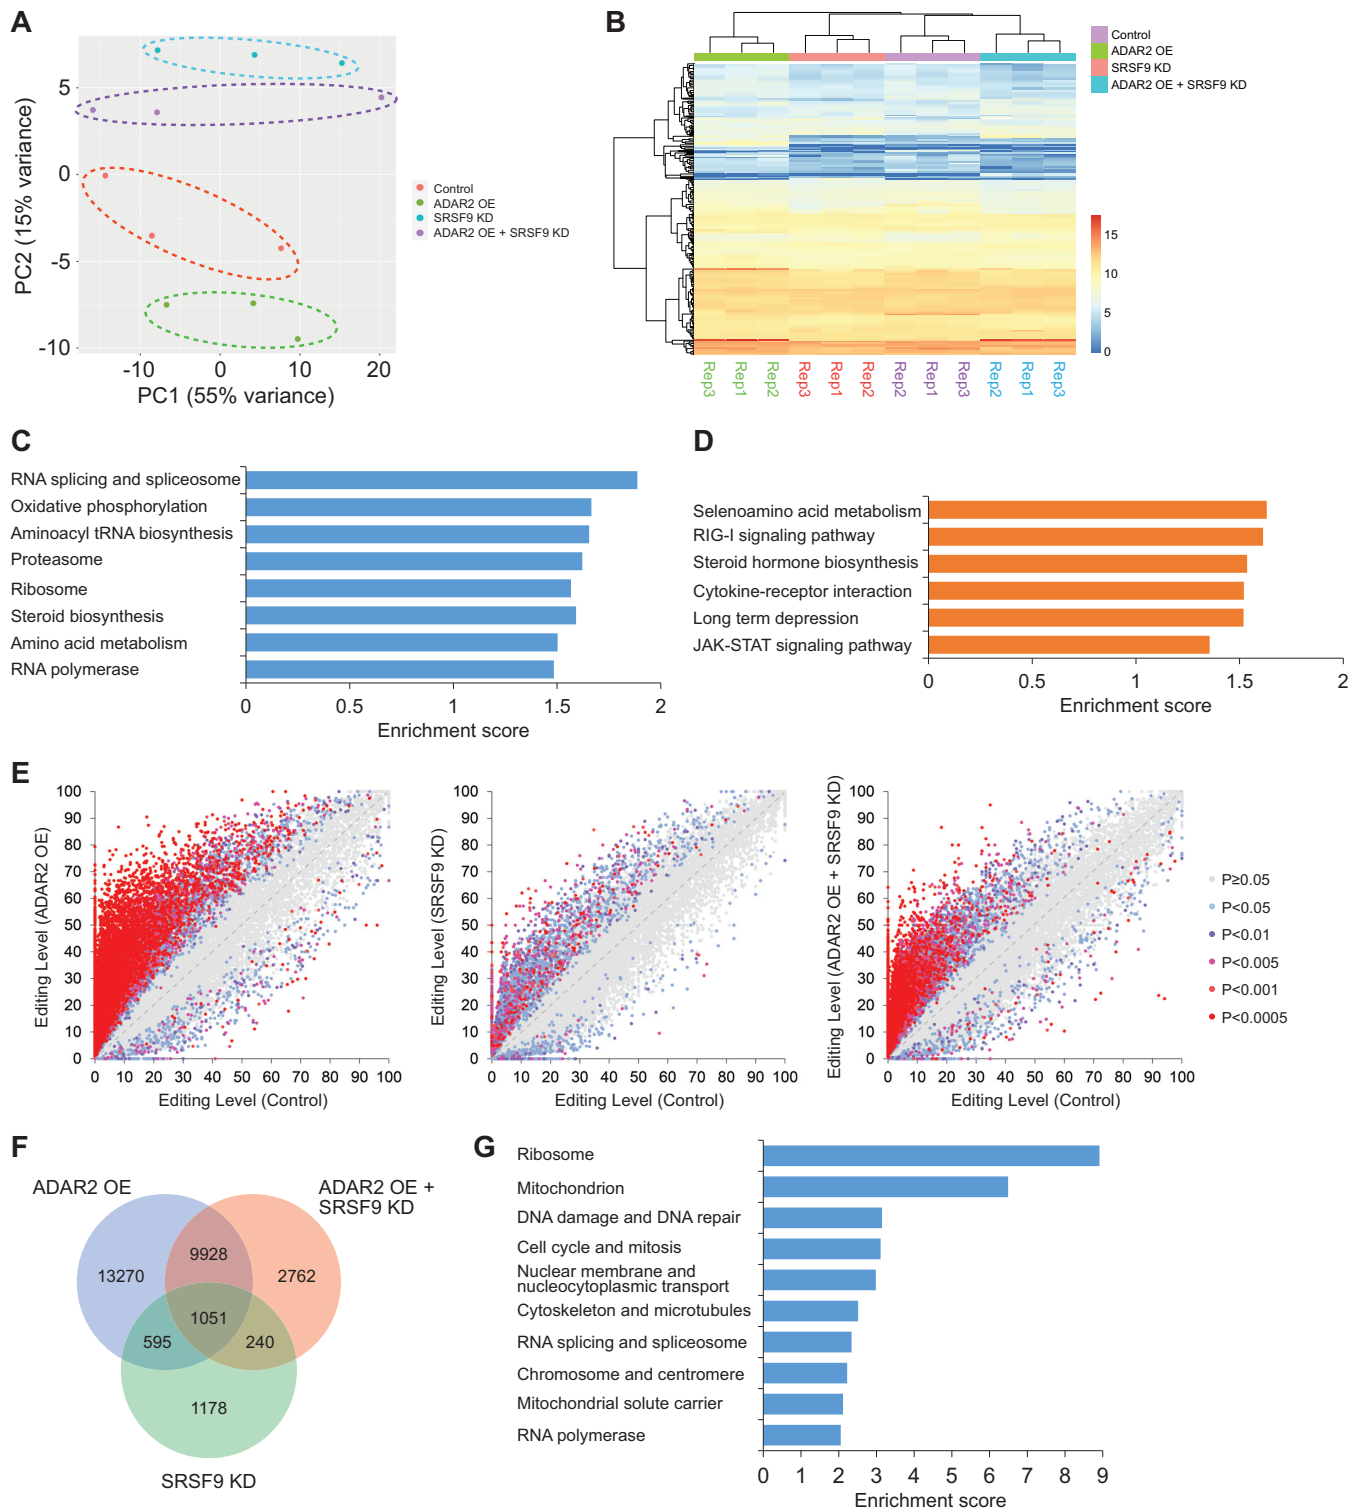 A
5
0
-5
-10
-10
0
10
20
PC2 (15% variance)
PC1 (55% variance)
Control
ADAR2 OE
SRSF9 KD
ADAR2 OE + SRSF9 KD
B
Control
ADAR2 OE
SRSF9 KD
ADAR2 OE + SRSF9 KD
15
10
5
0
Rep3
Rep1
Rep2
Rep3
Rep1
Rep2
Rep2
Rep1
Rep3
Rep2
Rep1
Rep3
C
RNA splicing and spliceosome
Oxidative phosphorylation
Aminoacyl tRNA biosynthesis
Proteasome
Ribosome
Steroid biosynthesis
Amino acid metabolism
RNA polymerase
0 0.5 1 1.5 2
Enrichment score
D
Selenoamino acid metabolism
RIG-I signaling pathway
Steroid hormone biosynthesis
Cytokine-receptor interaction
Long term depression
JAK-STAT signaling pathway
0 0.5 1 1.5 2
Enrichment score
E
Editing Level (ADAR2 OE)
100
90
80
70
60
50
40
30
20
10
0
0 10 20 30 40 50 60 70 80 90 100
Editing Level (Control)
Editing Level (SRSF9 KD)
100
90
80
70
60
50
40
30
20
10
0
0 10 20 30 40 50 60 70 80 90 100
Editing Level (Control)
Editing Level (ADAR2 OE + SRSF9 KD)
100
90
80
70
60
50
40
30
20
10
0
0 10 20 30 40 50 60 70 80 90 100
Editing Level (Control)
P≥0.05
P<0.05
P<0.01
P<0.005
P<0.001
P<0.0005
F
ADAR2 OE
ADAR2 OE +
SRSF9 KD
9928
13270
2762
1051
595
240
1178
SRSF9 KD
G
Ribosome
Mitochondrion
DNA damage and DNA repair
Cell cycle and mitosis
Nuclear membrane and
nucleocytoplasmic transport
Cytoskeleton and microtubules
RNA splicing and spliceosome
Chromosome and centromere
Mitochondrial solute carrier
RNA polymerase
0 1 2 3 4 5 6 7 8 9
Enrichment score